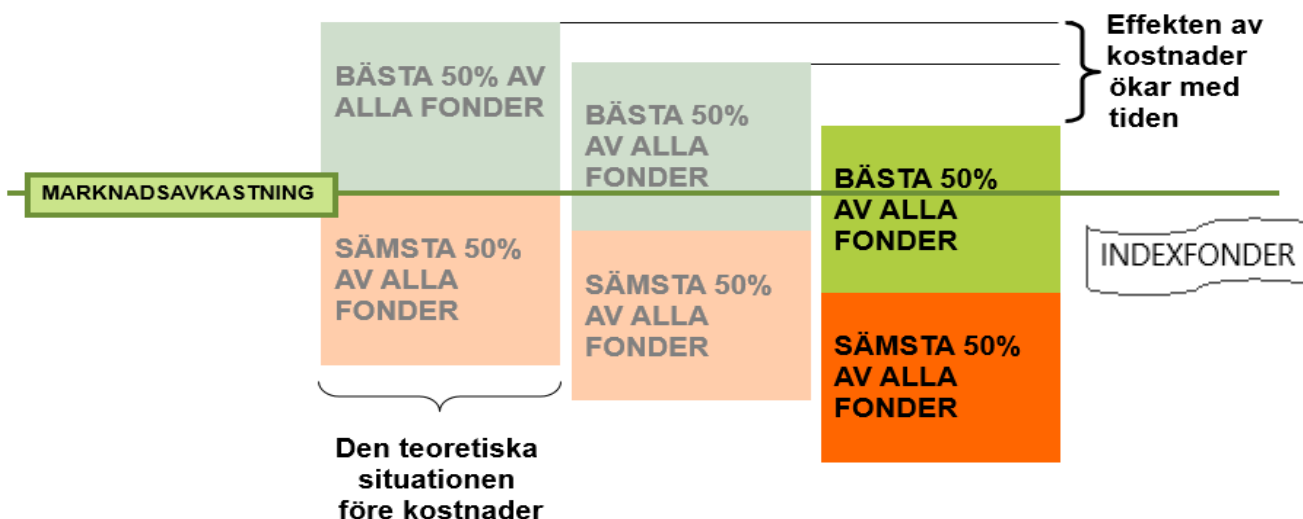 BÄSTA 50% AV
ALLA FONDER
BÄSTA 50%
AV ALLA
FONDER
BÄSTA 50%
AV ALLA
FONDER
Effekten av
kostnader
ökar med
tiden
MARKNADSAVKASTNING
INDEXFONDER
SÄMSTA 50%
AV ALLA
FONDER
SÄMSTA 50%
AV ALLA
FONDER
SÄMSTA 50%
AV ALLA
FONDER
Den teoretiska
situationen
före kostnader